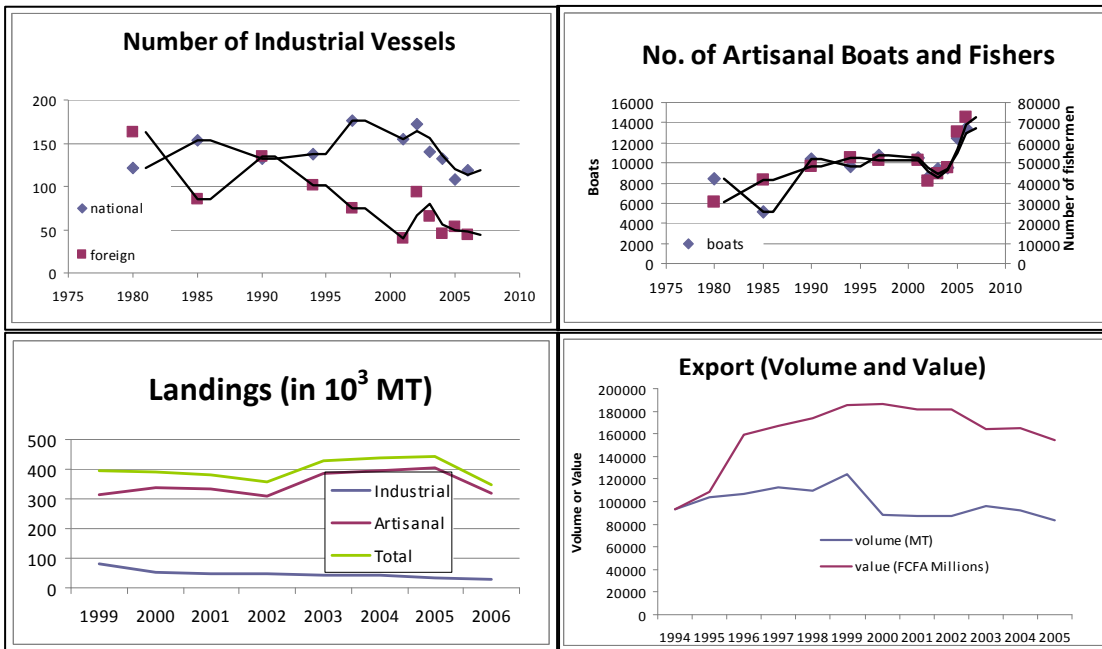 Number of Industrial Vessels
200
150
100
50
0
national
foreign
1975 1980 1985 1990 1995 2000 2005 2010
No. of Artisanal Boats and Fishers
16000
14000
12000
10000
8000
6000
4000
2000
0
Boats
boats
80000
70000
60000
50000
40000
30000
20000
10000
0
Number of fishermen
1975 1980 1985 1990 1995 2000 2005 2010
Landings (in 10³ MT)
500
400
300
200
100
0
Industrial
Artisanal
Total
1999 2000 2001 2002 2003 2004 2005 2006
Export (Volume and Value)
200000
180000
160000
140000
120000
100000
80000
60000
40000
20000
0
Volume or Value
volume (MT)
value (FCFA Millions)
1994 1995 1996 1997 1998 1999 2000 2001 2002 2003 2004 2005